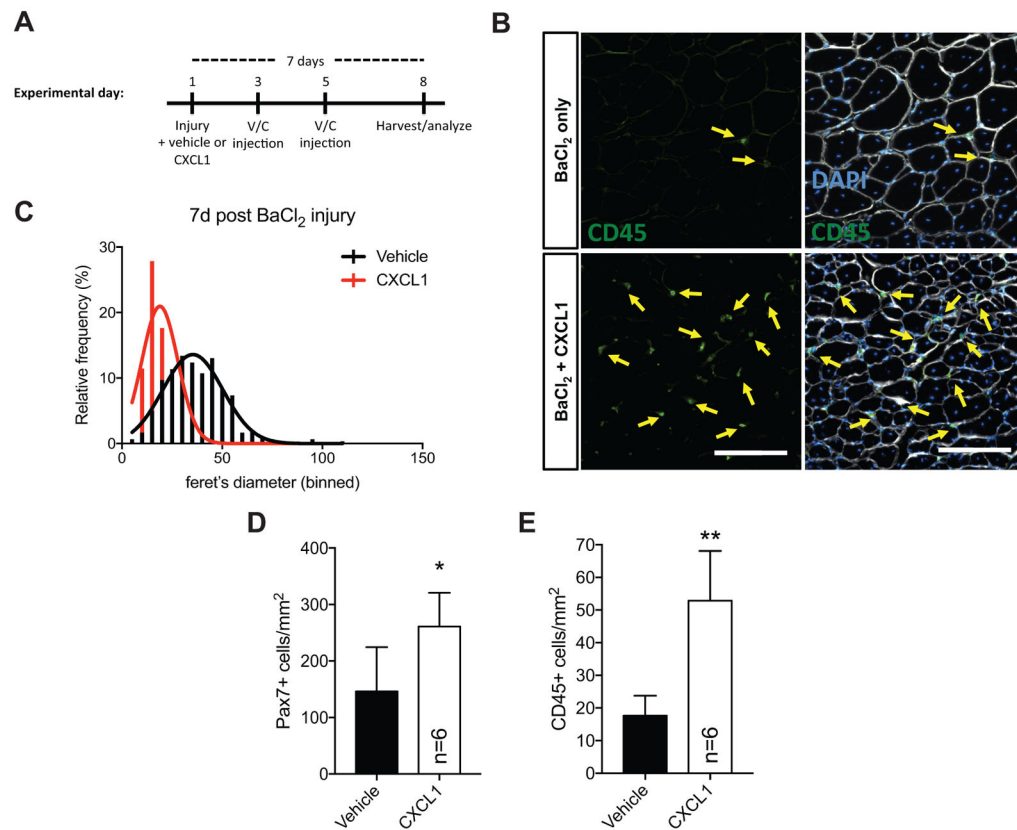 A
7 days
Experimental day:
1 3 5 8
Injury
+ vehicle or
CXCL1
V/C
injection
V/C
injection
Harvest/analyze
B
BaCl2 only
CD45
DAPI
CD45
BaCl2 + CXCL1
C
7d post BaCl2 injury
Vehicle
CXCL1
Relative frequency (%)
30
20
10
0
0 50 100 150
feret's diameter (binned)
D
Pax7+ cells/mm2
400
300
200
100
0
*
n=6
Vehicle
CXCL1
E
CD45+ cells/mm2
70
60
50
40
30
20
10
0
**
n=6
Vehicle
CXCL1